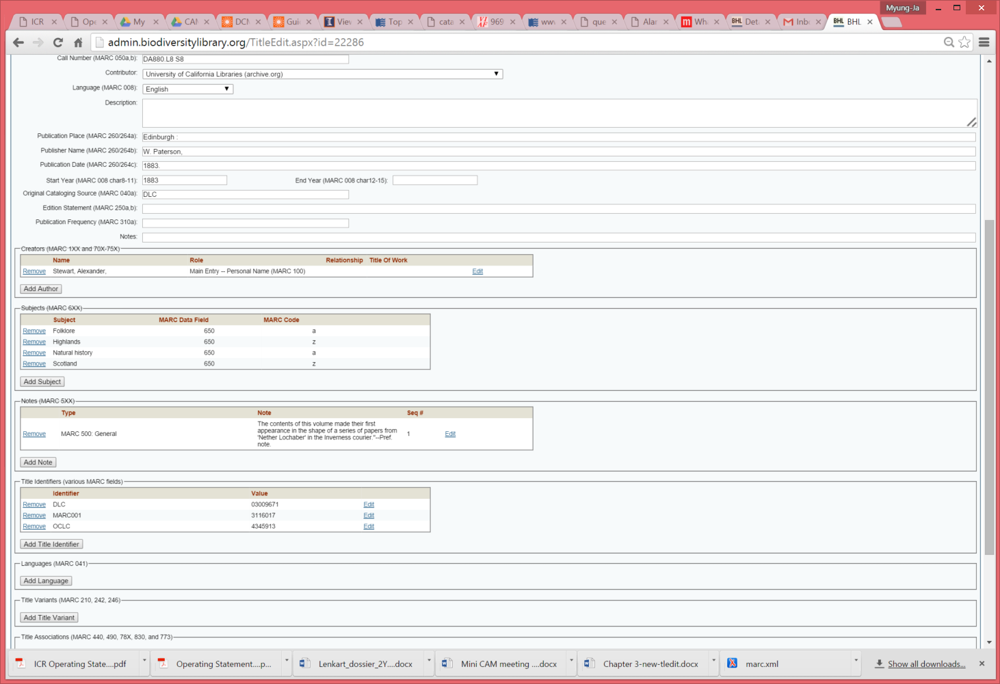 Myung-Ja
ICR
Ope
My
CAM
DCM
Gui
View
Top
cata
969
www
que
Alar
Wha
BHL Deta
Inbo
BHL BHL
admin.biodiversitylibrary.org/TitleEdit.aspx?id=22286
Call Number (MARC 050a,b): DA880.L8 S8
Contributor: University of California Libraries (archive.org)
Language (MARC 008): English
Description:
Publication Place (MARC 260/264a): Edinburgh :
Publisher Name (MARC 260/264b): W. Paterson,
Publication Date (MARC 260/264c): 1883.
Start Year (MARC 008 char8-11): 1883 End Year (MARC 008 char12-15):
Original Cataloging Source (MARC 040a): DLC
Edition Statement (MARC 250a,b):
Publication Frequency (MARC 310a):
Notes:
Creators (MARC 1XX and 70X-75X)
Name Role Relationship Title Of Work
Remove Stewart, Alexander, Main Entry -- Personal Name (MARC 100) Edit
Add Author
Subjects (MARC 6XX)
Subject MARC Data Field MARC Code
Remove Folklore 650 a
Remove Highlands 650 z
Remove Natural history 650 a
Remove Scotland 650 z
Add Subject
Notes (MARC 5XX)
Type Note Seq #
Remove MARC 500: General The contents of this volume made their first
appearance in the shape of a series of papers from
'Nether Lochaber' in the Inverness courier."--Pref.
note. 1 Edit
Add Note
Title Identifiers (various MARC fields)
Identifier Value
Remove DLC 03009671 Edit
Remove MARC001 3116017 Edit
Remove OCLC 4345913 Edit
Add Title Identifier
Languages (MARC 041)
Add Language
Title Variants (MARC 210, 242, 246)
Add Title Variant
Title Associations (MARC 440, 490, 78X, 830, and 773)
ICR Operating State....pdf
Operating Statement....p...
Lenkart_dossier_2Y....docx
Mini CAM meeting ....docx
Chapter 3-new-tledit.docx
marc.xml
Show all downloads...